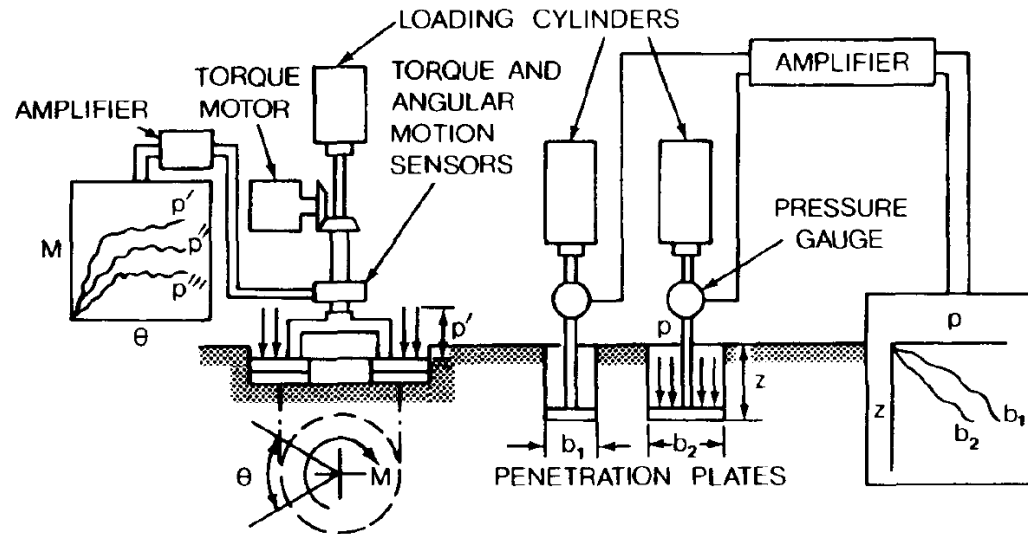 LOADING CYLINDERS
AMPLIFIER
TORQUE
MOTOR
TORQUE AND
ANGULAR
MOTION
SENSORS
AMPLIFIER
PRESSURE
GAUGE
M
p′
p″
p‴
θ
p′
p
z
p
z
b₁
b₂
b₁
b₂
PENETRATION PLATES
θ
M